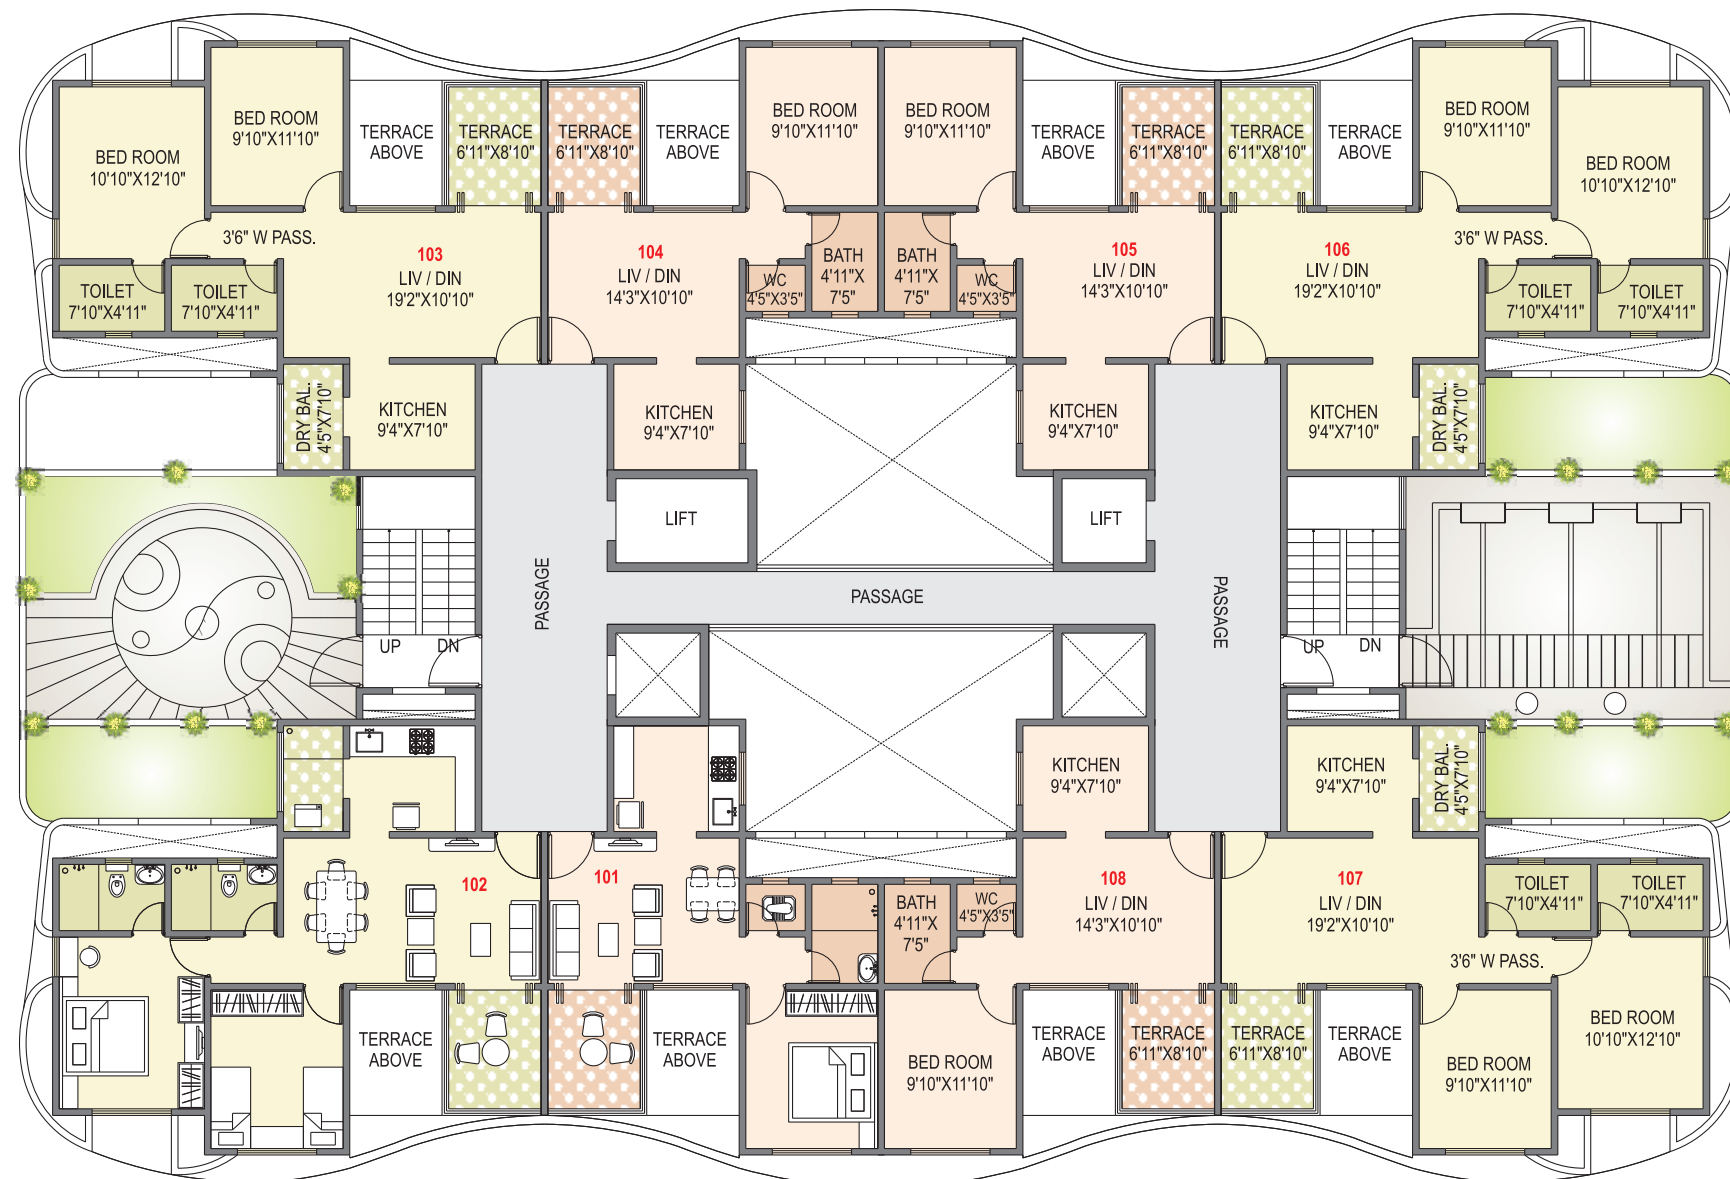 BED ROOM
10'10"X12'10"
BED ROOM
9'10"X11'10"
TERRACE
ABOVE
TERRACE
6'11"X8'10"
TERRACE
6'11"X8'10"
TERRACE
ABOVE
BED ROOM
9'10"X11'10"
BED ROOM
9'10"X11'10"
TERRACE
ABOVE
TERRACE
6'11"X8'10"
TERRACE
6'11"X8'10"
TERRACE
ABOVE
BED ROOM
9'10"X11'10"
BED ROOM
10'10"X12'10"
3'6" W PASS.
103
LIV / DIN
19'2"X10'10"
104
LIV / DIN
14'3"X10'10"
WC
4'5"X3'5"
BATH
4'11"X
7'5"
BATH
4'11"X
7'5"
WC
4'5"X3'5"
105
LIV / DIN
14'3"X10'10"
106
LIV / DIN
19'2"X10'10"
3'6" W PASS.
TOILET
7'10"X4'11"
TOILET
7'10"X4'11"
TOILET
7'10"X4'11"
TOILET
7'10"X4'11"
DRY BAL.
4'5"X7'10"
KITCHEN
9'4"X7'10"
KITCHEN
9'4"X7'10"
KITCHEN
9'4"X7'10"
KITCHEN
9'4"X7'10"
DRY BAL.
4'5"X7'10"
LIFT
LIFT
PASSAGE
PASSAGE
PASSAGE
UP
DN
UP
DN
KITCHEN
9'4"X7'10"
KITCHEN
9'4"X7'10"
DRY BAL.
4'5"X7'10"
102
101
BATH
4'11"X
7'5"
WC
4'5"X3'5"
108
LIV / DIN
14'3"X10'10"
107
LIV / DIN
19'2"X10'10"
TOILET
7'10"X4'11"
TOILET
7'10"X4'11"
3'6" W PASS.
TERRACE
ABOVE
TERRACE
ABOVE
BED ROOM
9'10"X11'10"
TERRACE
ABOVE
TERRACE
6'11"X8'10"
TERRACE
6'11"X8'10"
TERRACE
ABOVE
BED ROOM
9'10"X11'10"
BED ROOM
10'10"X12'10"